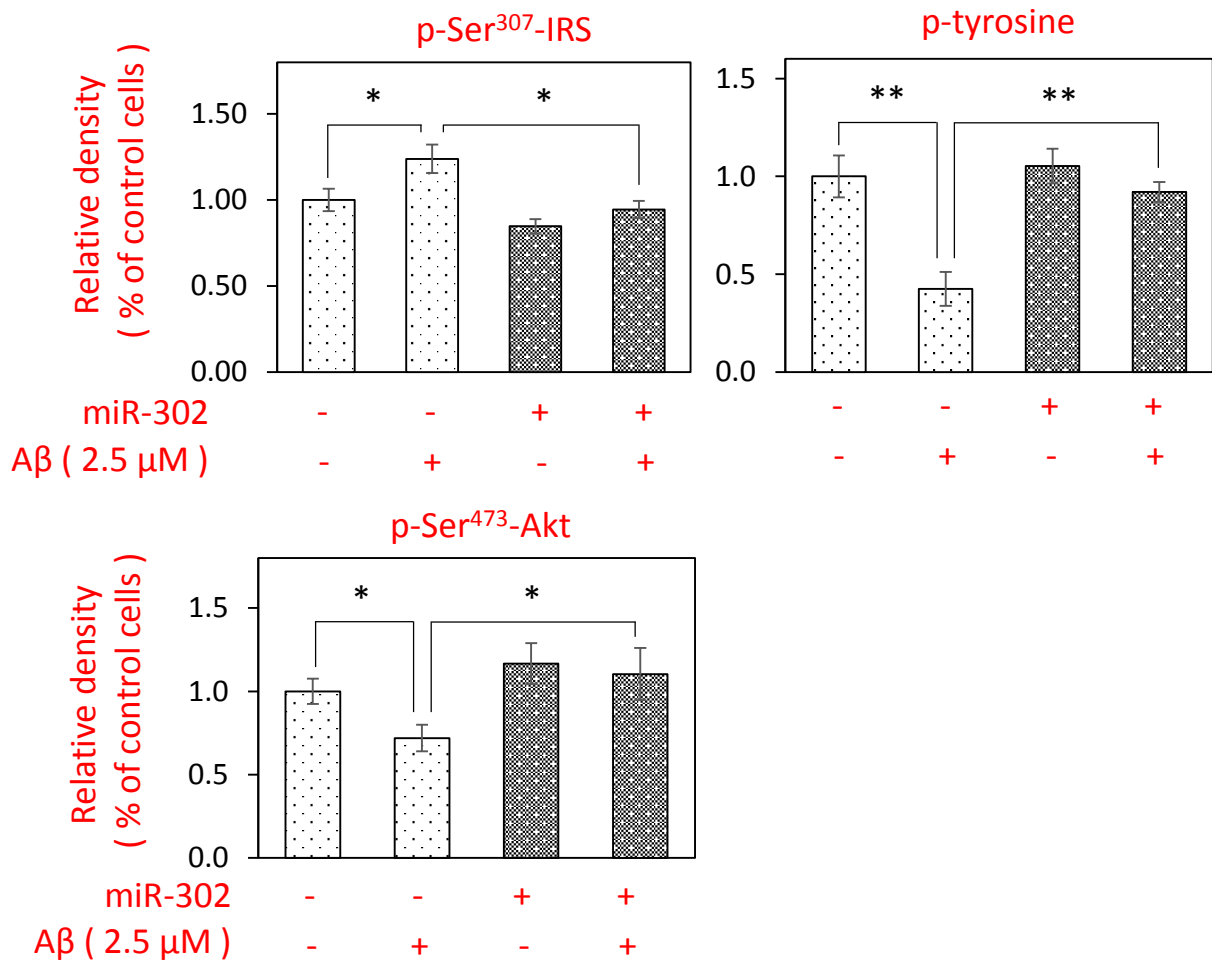 p-Ser³⁰⁷-IRS
Relative density
( % of control cells )
* *
1.50
1.00
0.50
0.00
miR-302 - - + +
Aβ ( 2.5 μM ) - + - +
p-tyrosine
** **
1.5
1.0
0.5
0.0
- - + +
- + - +
p-Ser⁴⁷³-Akt
Relative density
( % of control cells )
* *
1.5
1.0
0.5
0.0
miR-302 - - + +
Aβ ( 2.5 μM ) - + - +